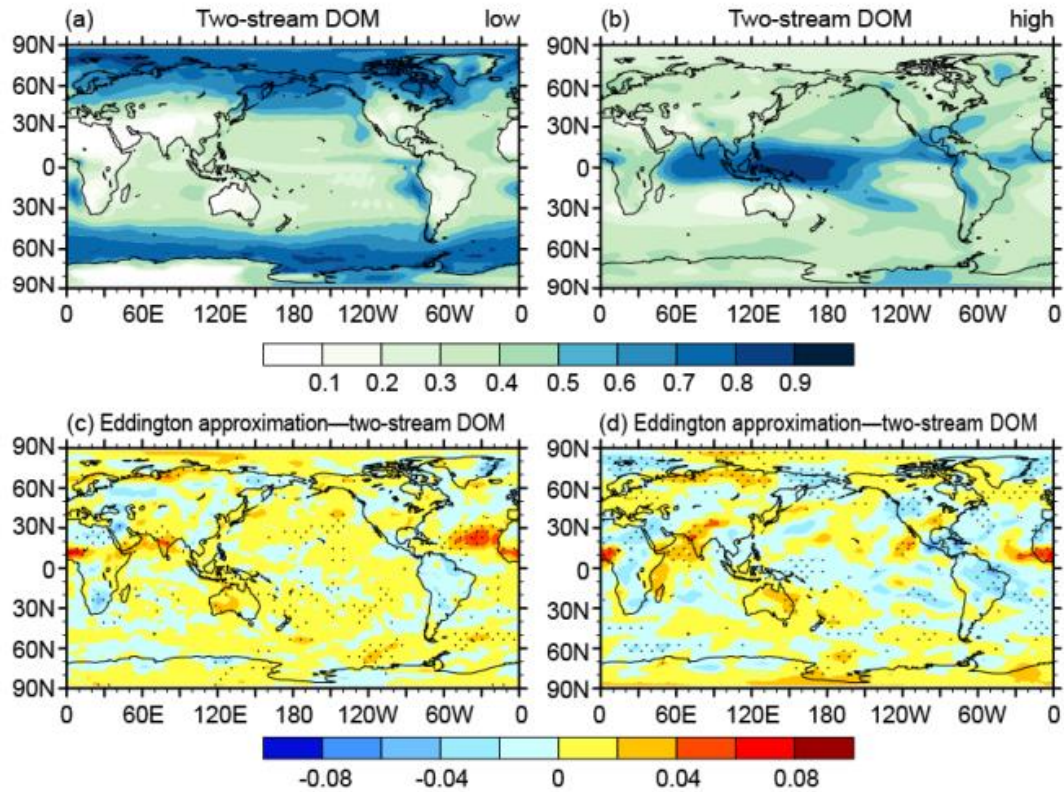 (a) Two-stream DOM low
(b) Two-stream DOM high
90N
60N
30N
0
30N
60N
90N
0 60E 120E 180 120W 60W 0
90N
60N
30N
0
30N
60N
90N
0 60E 120E 180 120W 60W 0
0.1 0.2 0.3 0.4 0.5 0.6 0.7 0.8 0.9
(c) Eddington approximation—two-stream DOM
(d) Eddington approximation—two-stream DOM
90N
60N
30N
0
30N
60N
90N
0 60E 120E 180 120W 60W 0
90N
60N
30N
0
30N
60N
90N
0 60E 120E 180 120W 60W 0
-0.08 -0.04 0 0.04 0.08